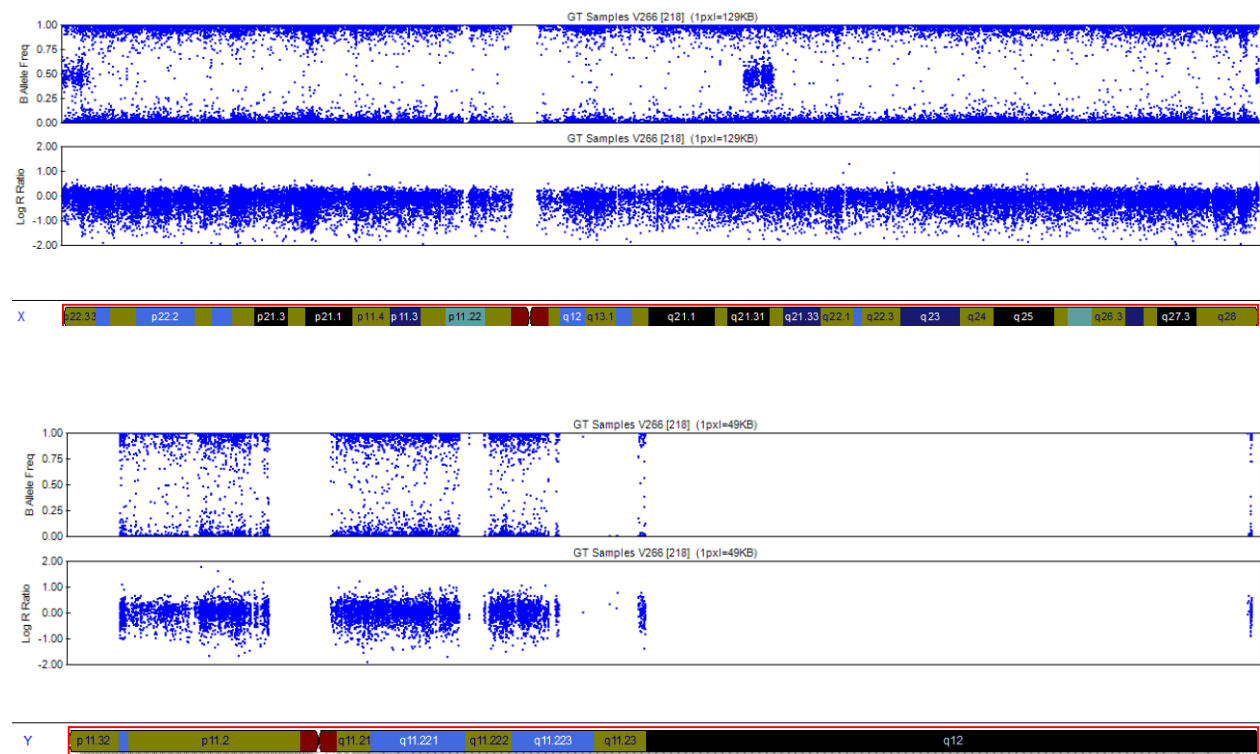 GT Samples V266 [218] (1pxl=129KB)
B Allele Freq
1.00
0.75
0.50
0.25
0.00
GT Samples V266 [218] (1pxl=129KB)
Log R Ratio
2.00
1.00
0.00
-1.00
-2.00
X p22.33 p22.2 p21.3 p21.1 p11.4 p11.3 p11.22 q12 q13.1 q21.1 q21.31 q21.33 q22.1 q22.3 q23 q24 q25 q26.3 q27.3 q28
GT Samples V266 [218] (1pxl=49KB)
B Allele Freq
1.00
0.75
0.50
0.25
0.00
GT Samples V266 [218] (1pxl=49KB)
Log R Ratio
2.00
1.00
0.00
-1.00
-2.00
Y p11.32 p11.2 q11.21 q11.221 q11.222 q11.223 q11.23 q12